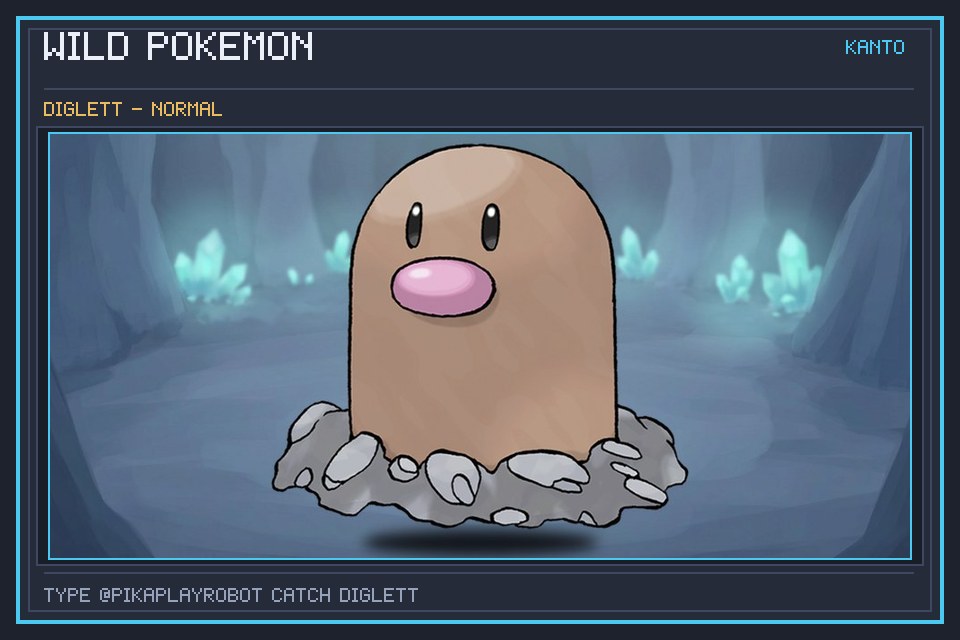 WILD POKEMON
KANTO
DIGLETT - NORMAL
TYPE @PIKAPLAYROBOT CATCH DIGLETT